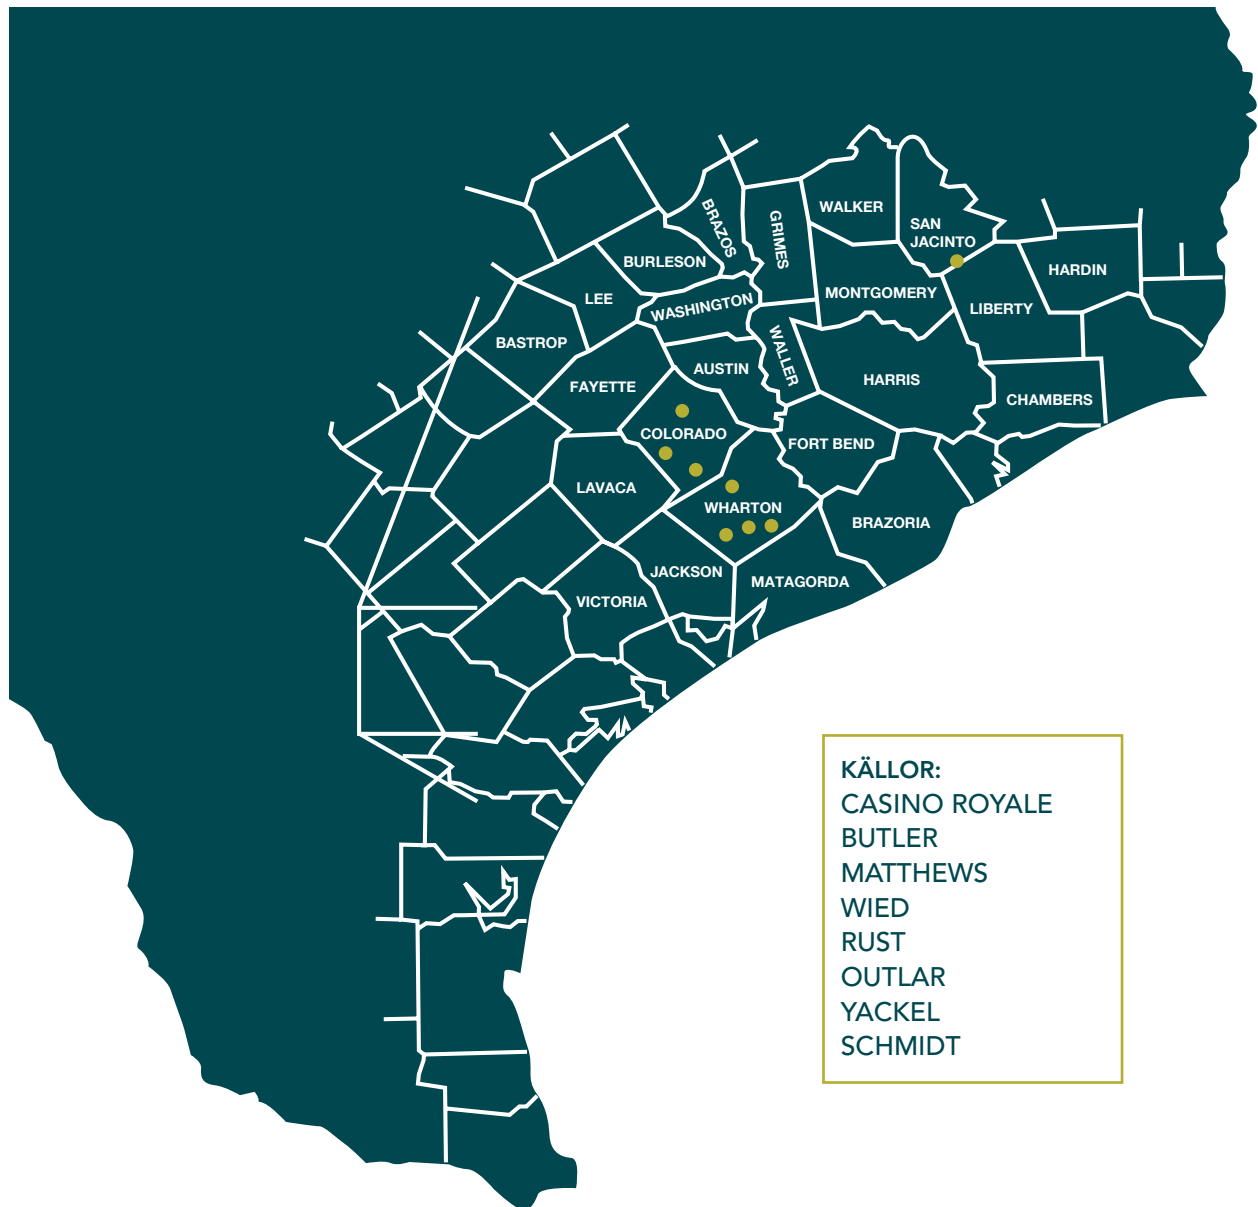 WALKER
SAN
JACINTO
BRAZOS
GRIMES
BURLESON
HARDIN
LEE
MONTGOMERY
WASHINGTON
LIBERTY
BASTROP
WALLER
AUSTIN
HARRIS
FAYETTE
CHAMBERS
COLORADO
FORT BEND
LAVACA
WHARTON
BRAZORIA
JACKSON
MATAGORDA
VICTORIA
KÄLLOR:
CASINO ROYALE
BUTLER
MATTHEWS
WIED
RUST
OUTLAR
YACKEL
SCHMIDT